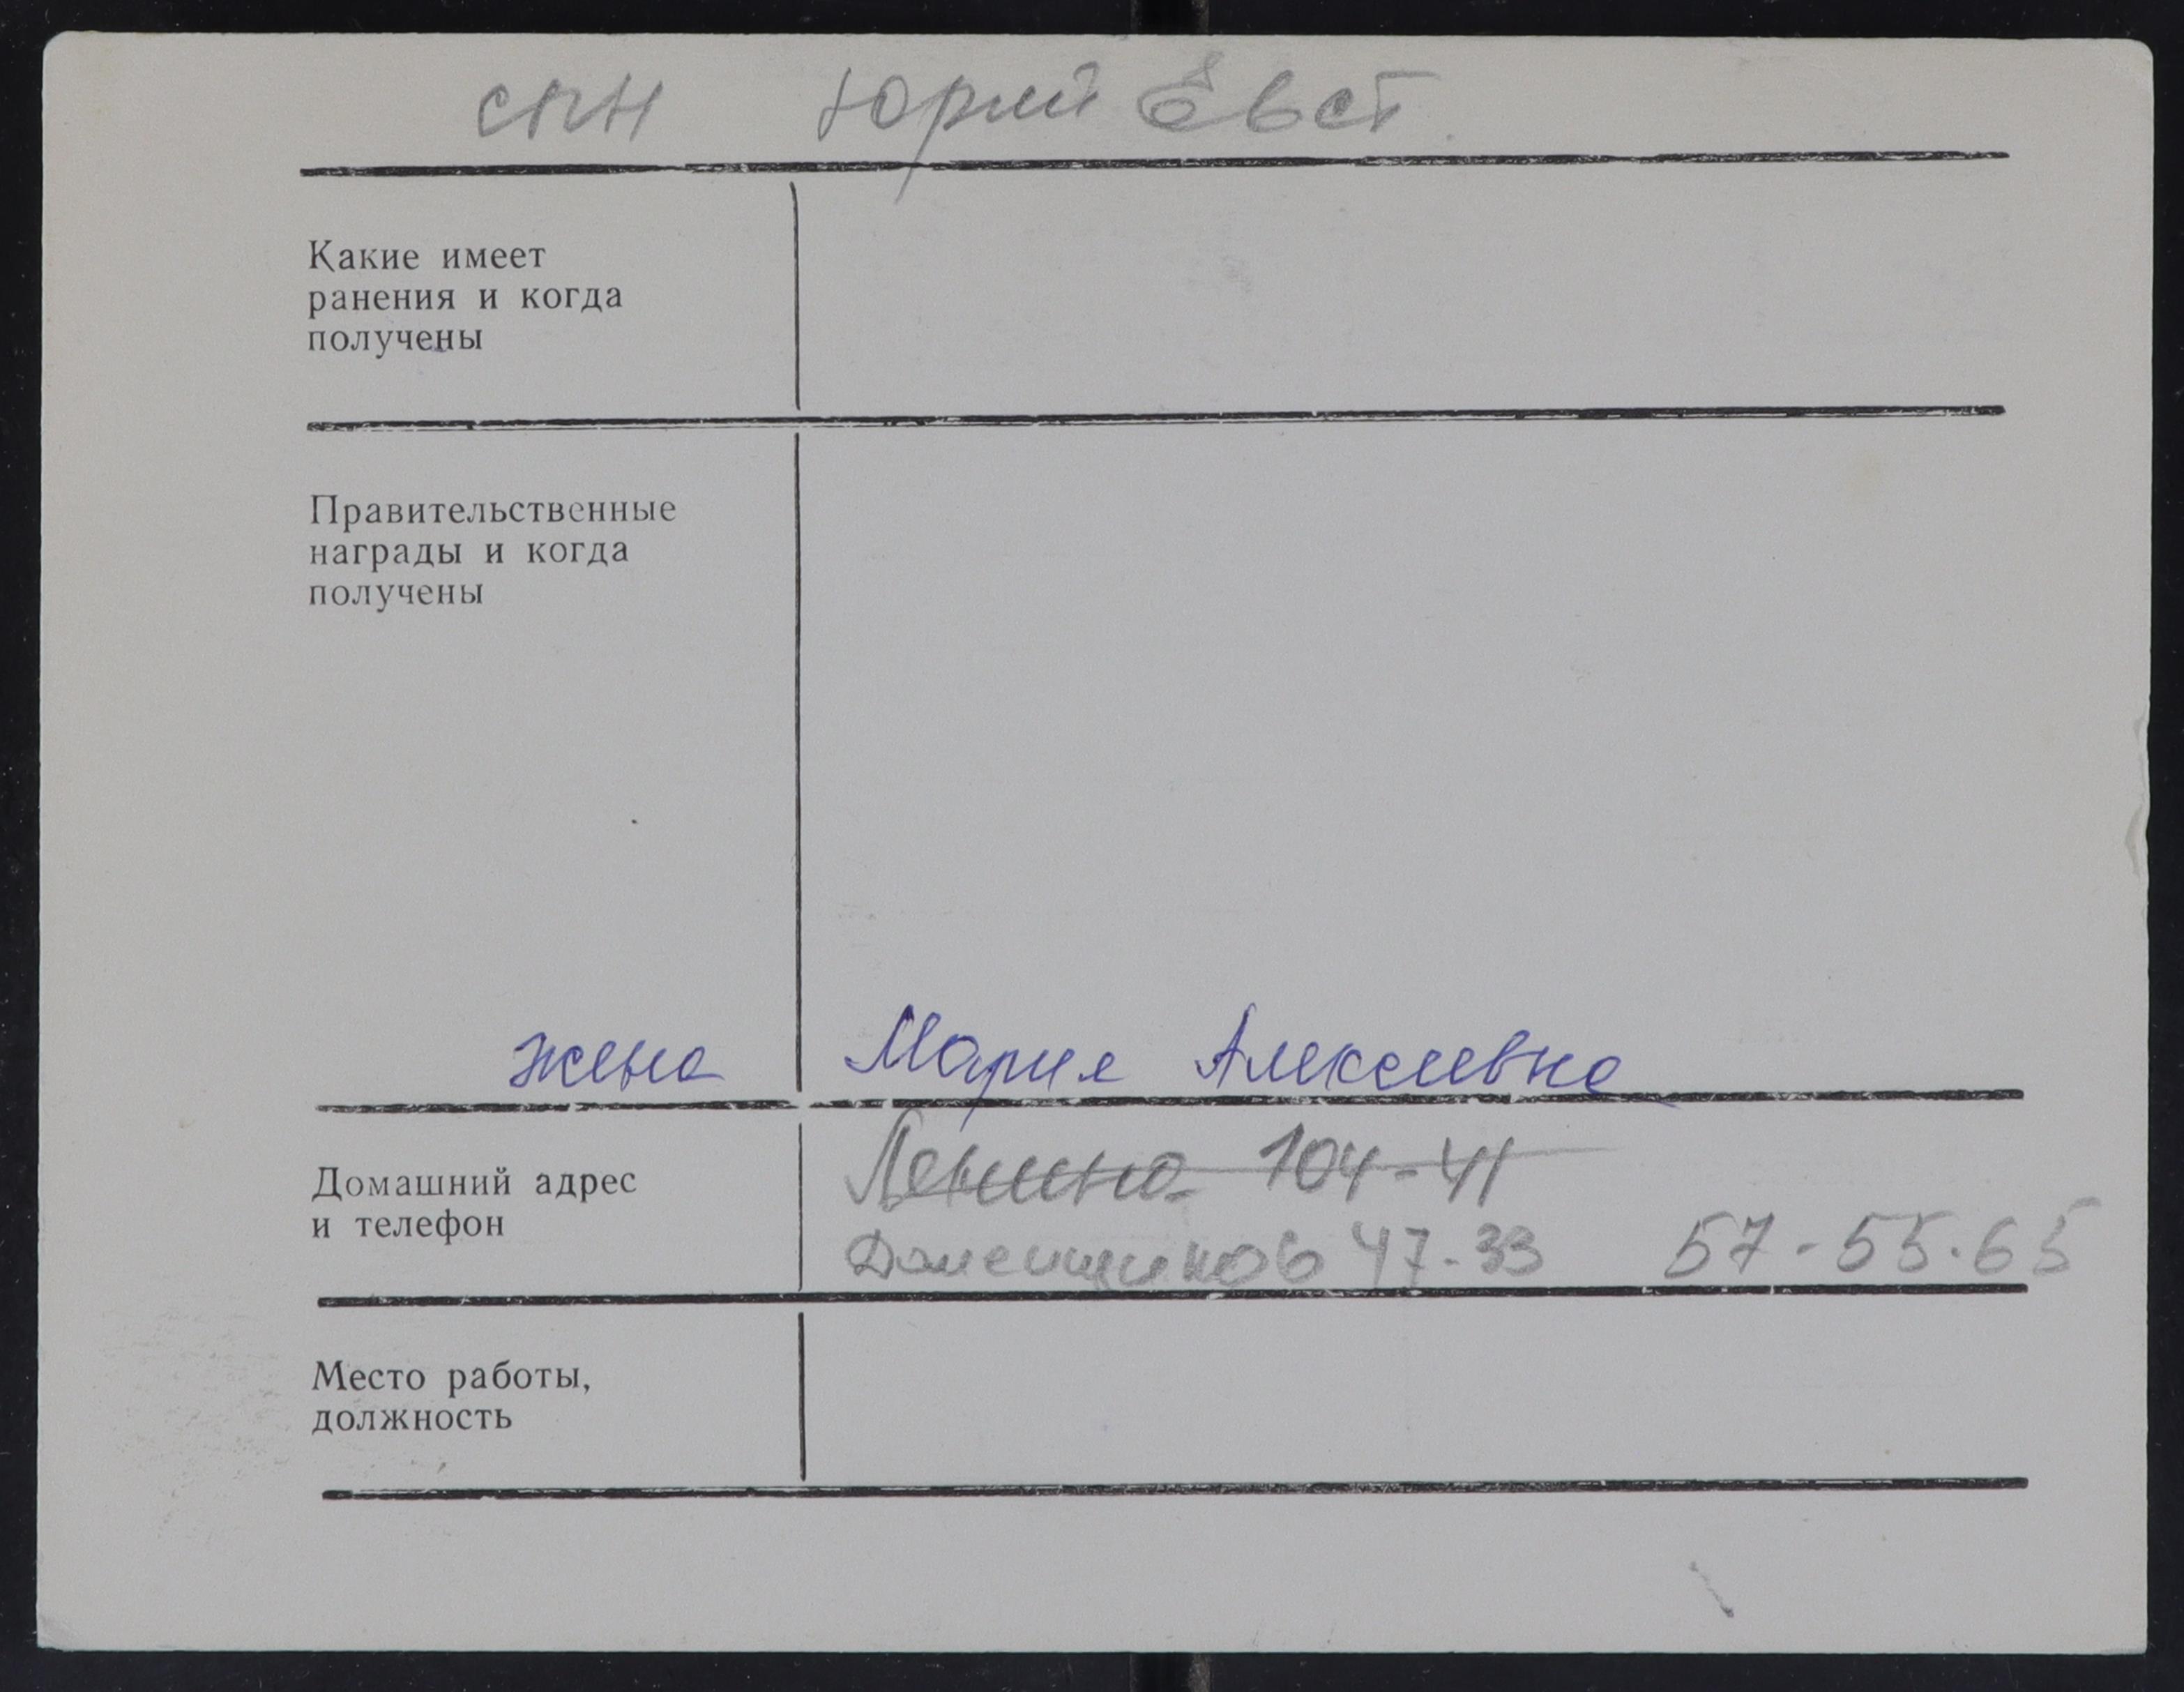 сын Юрий Евст.
Какие имеет
ранения и когда
получены
Правительственные
награды и когда
получены
жена Мария Алексеевна
Ленина 104-41
Домашний адрес
и телефон
Доменщиков 47-33 57-55-65
Место работы,
должность